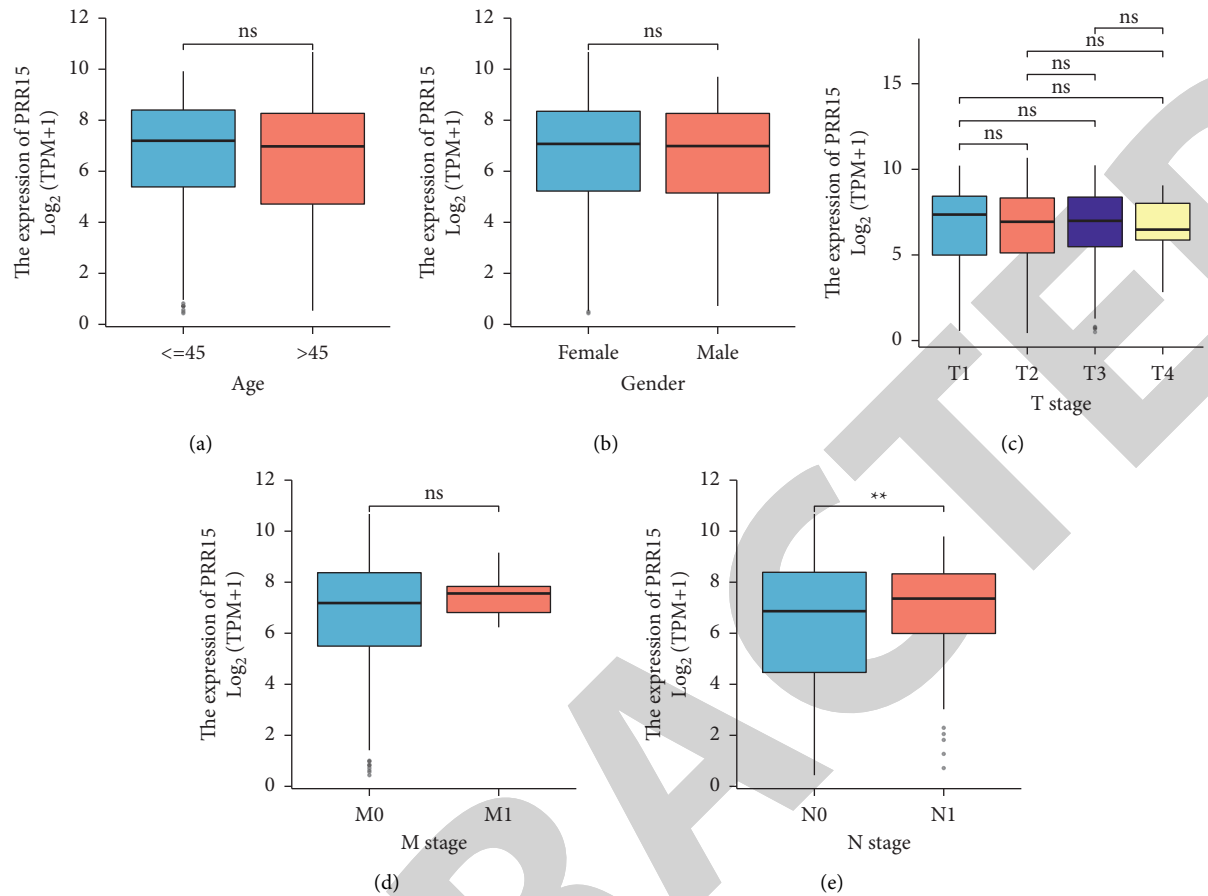 12
10
8
6
4
2
0
The expression of PRR15
Log2 (TPM+1)
ns
<=45
>45
Age
(a)
12
10
8
6
4
2
0
The expression of PRR15
Log2 (TPM+1)
ns
Female
Male
Gender
(b)
15
10
5
0
The expression of PRR15
Log2 (TPM+1)
ns
ns
ns
ns
ns
ns
T1
T2
T3
T4
T stage
(c)
12
10
8
6
4
2
0
The expression of PRR15
Log2 (TPM+1)
ns
M0
M1
M stage
(d)
12
10
8
6
4
2
0
The expression of PRR15
Log2 (TPM+1)
**
N0
N1
N stage
(e)
RACTED